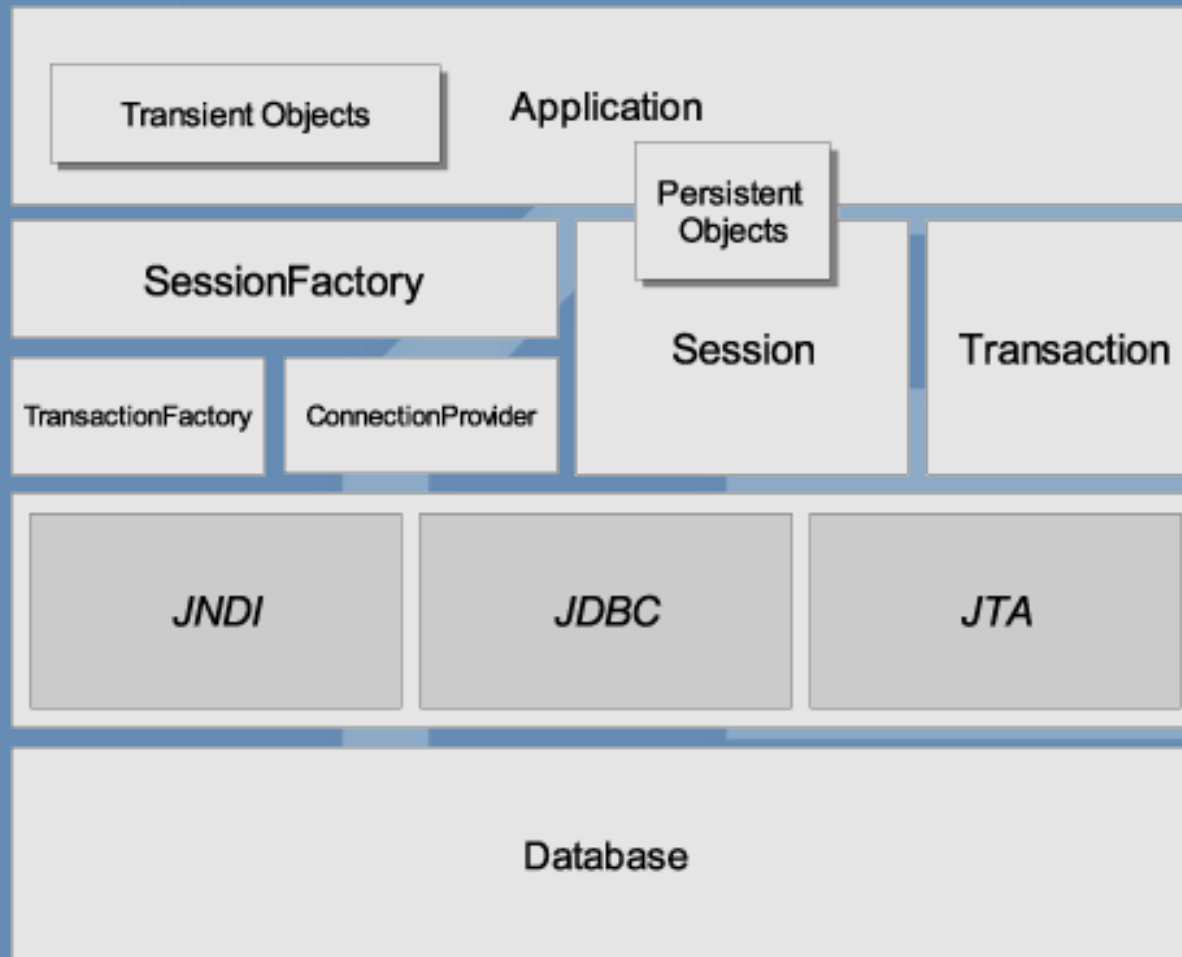 Transient Objects
Application
Persistent
Objects
SessionFactory
Session
Transaction
TransactionFactory
ConnectionProvider
JNDI
JDBC
JTA
Database